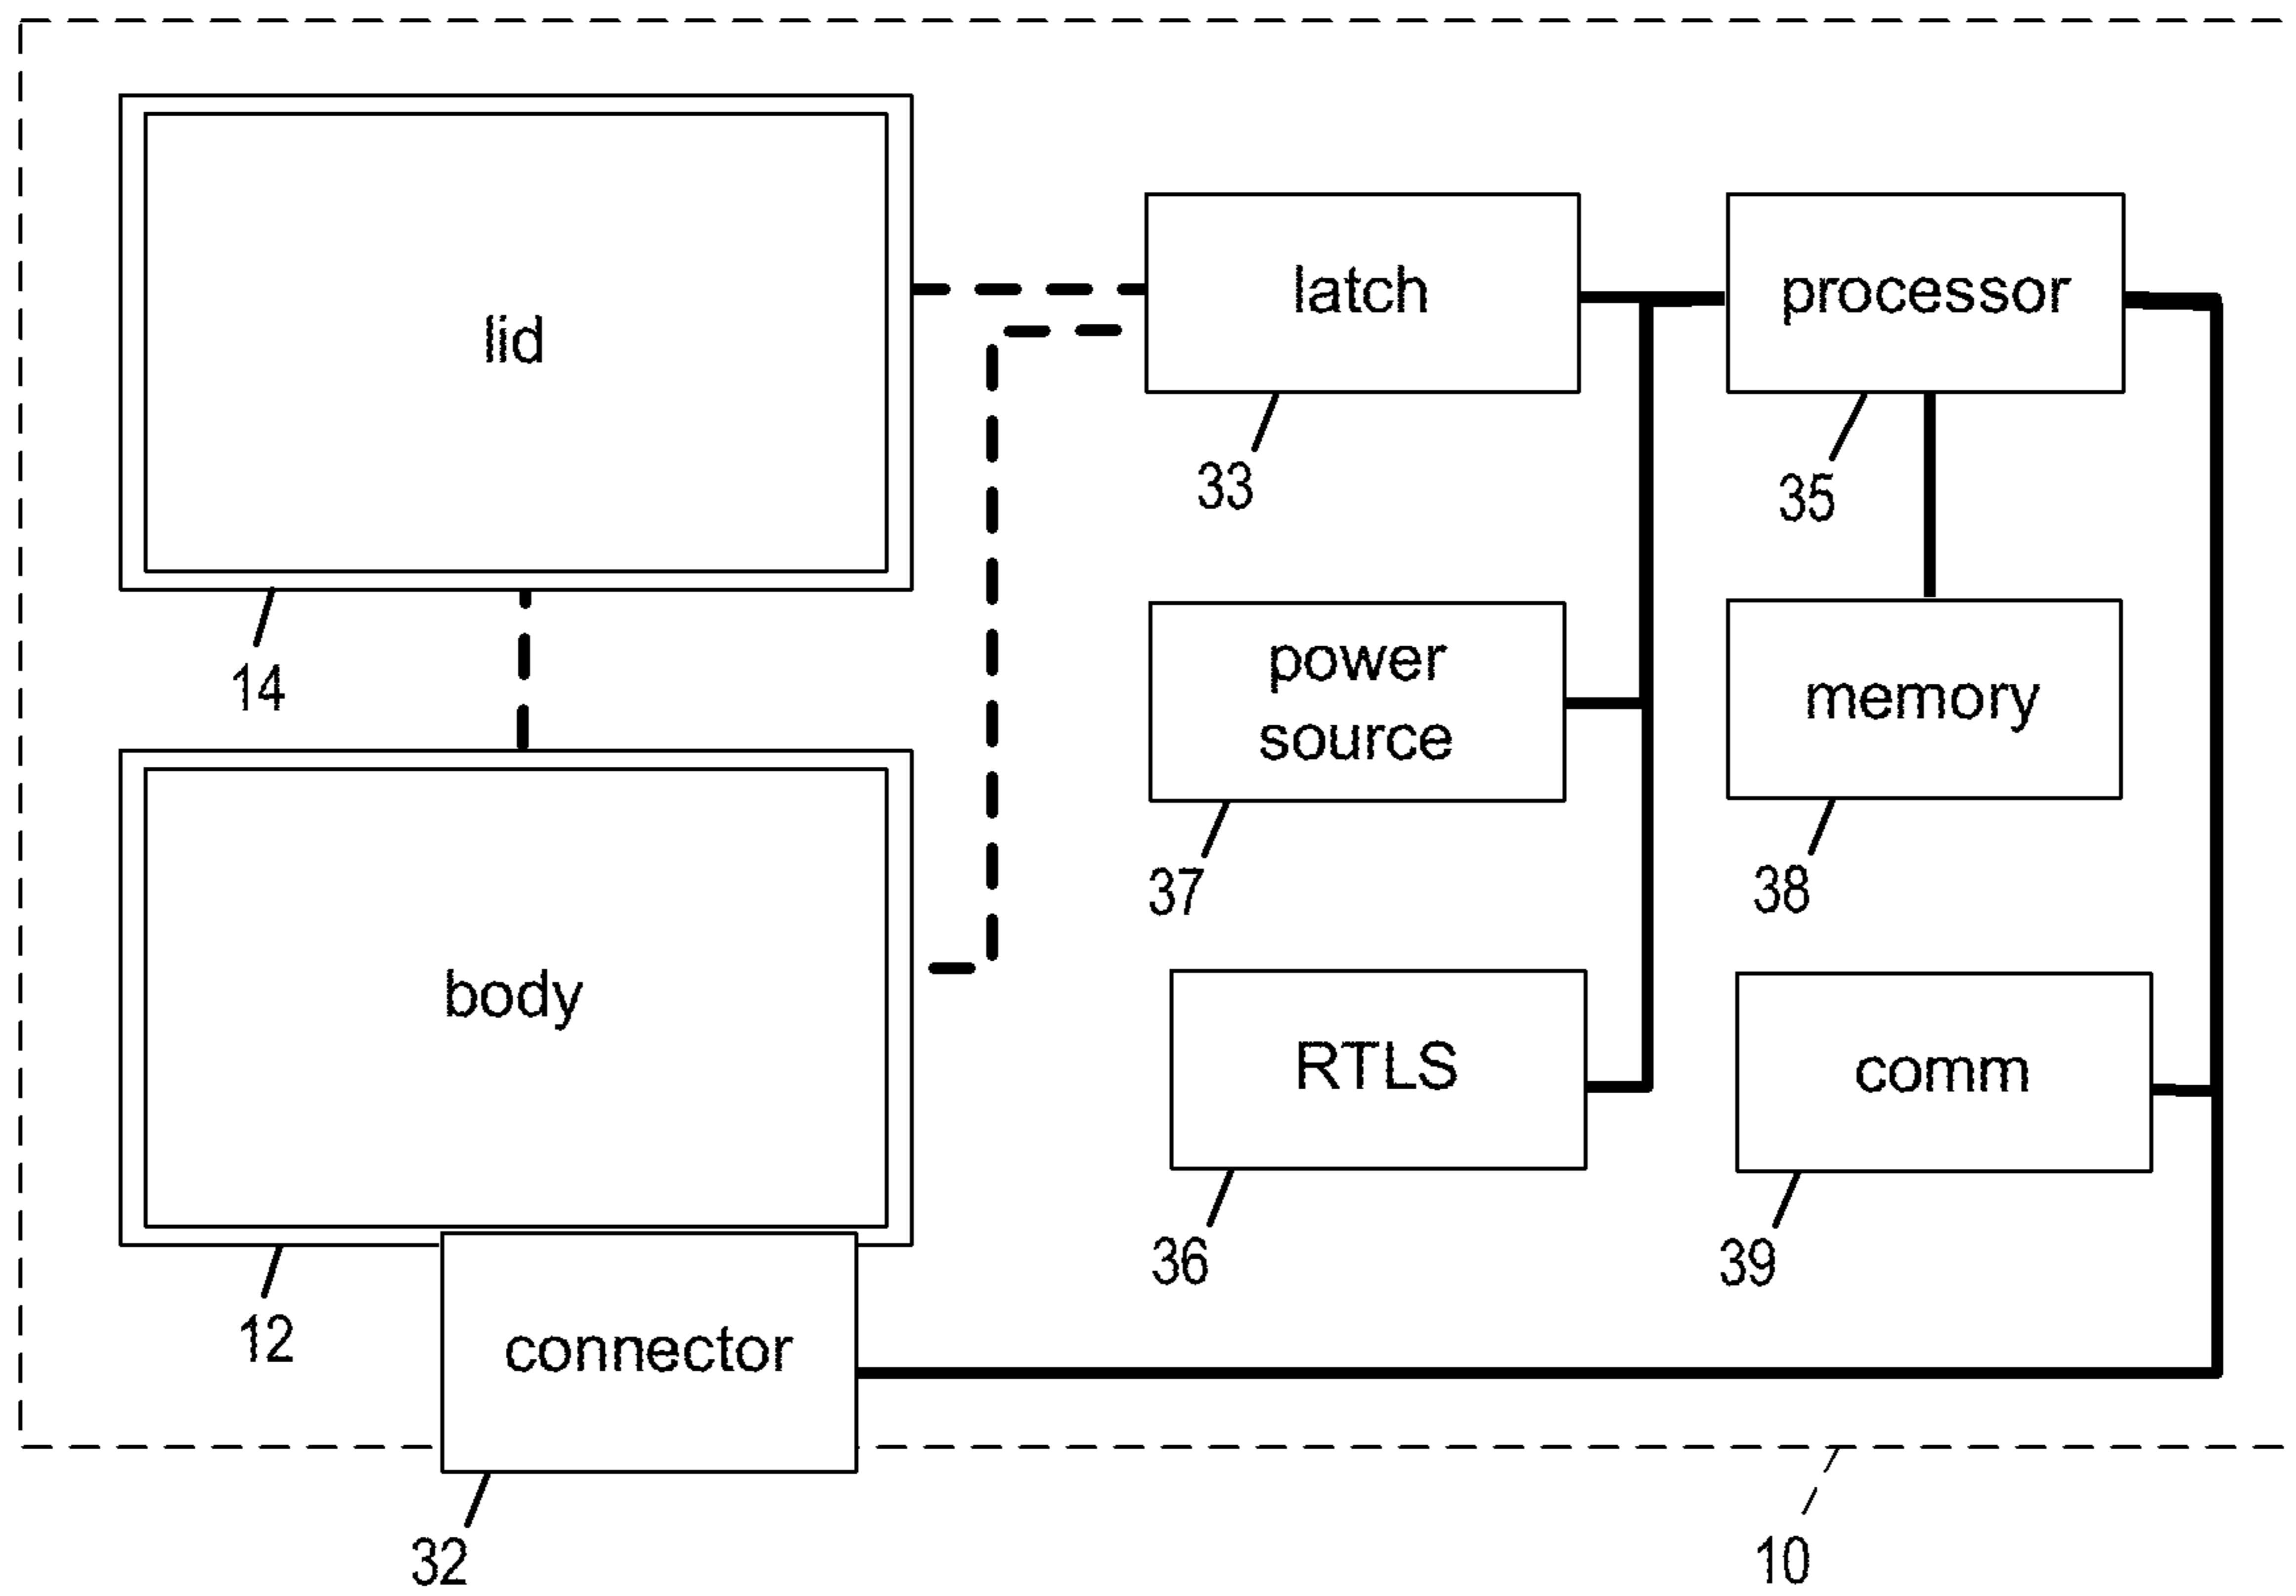 lid
latch
processor
33
35
14
power
source
memory
37
38
body
RTLS
comm
36
39
12
connector
32
10